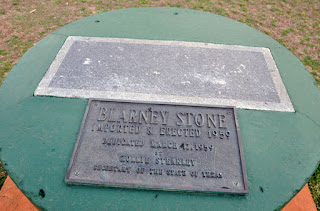 BLARNEY STONE
IMPORTED & ERECTED 1959
DEDICATED MARCH 17, 1959
BY
ZOLLIE STEAKLEY
SECRETARY OF THE STATE OF TEXAS